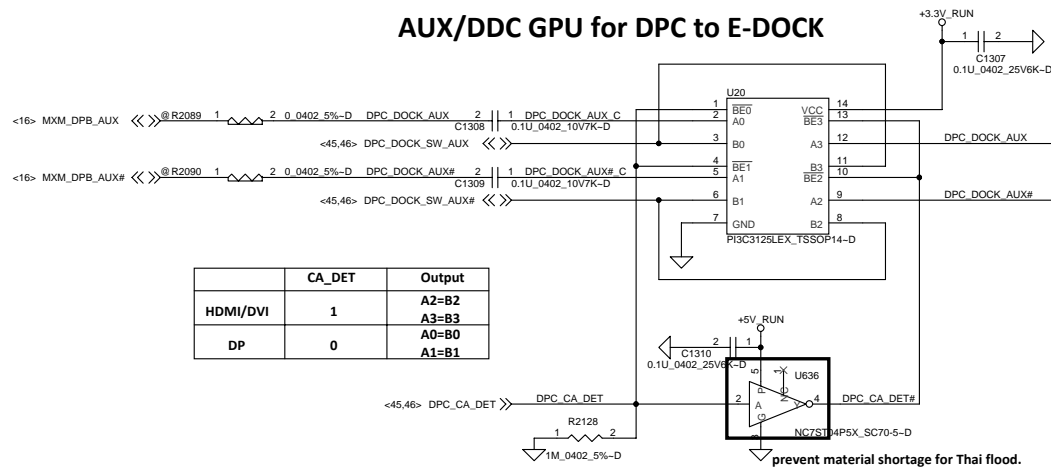 AUX/DDC GPU for DPC to E-DOCK
+3.3V_RUN
1 2
C1307
0.1U_0402_25V6K~D
U20
1 BE0 VCC 14
2 A0 BE3 13
3 B0 A3 12
4 BE1 B3 11
5 A1 BE2 10
6 B1 A2 9
7 GND B2 8
PI3C3125LEX_TSSOP14~D
<16> MXM_DPB_AUX @ R2089 1 2 0_0402_5%~D DPC_DOCK_AUX 2 1 DPC_DOCK_AUX_C
C1308 0.1U_0402_10V7K~D
<45,46> DPC_DOCK_SW_AUX
<16> MXM_DPB_AUX# @ R2090 1 2 0_0402_5%~D DPC_DOCK_AUX# 2 1 DPC_DOCK_AUX#_C
C1309 0.1U_0402_10V7K~D
<45,46> DPC_DOCK_SW_AUX#
DPC_DOCK_AUX
DPC_DOCK_AUX#
CA_DET Output
HDMI/DVI 1 A2=B2
A3=B3
DP 0 A0=B0
A1=B1
+5V_RUN
2 1
C1310
0.1U_0402_25V6K~D
5 1 U636
P NC
<45,46> DPC_CA_DET DPC_CA_DET 2 A Y 4 DPC_CA_DET#
G
3
NC7ST04P5X_SC70-5~D
R2128
1 2
1M_0402_5%~D
prevent material shortage for Thai flood.